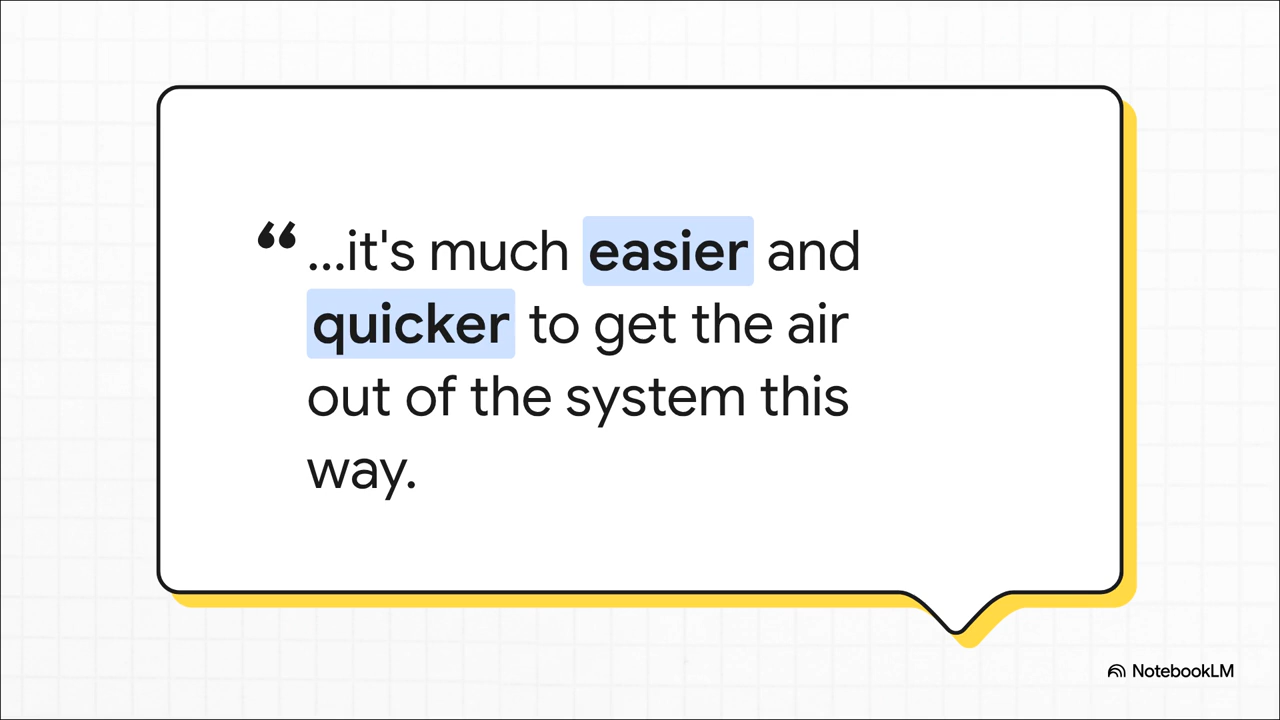 “...it's much easier and
quicker to get the air
out of the system this
way.
NotebookLM